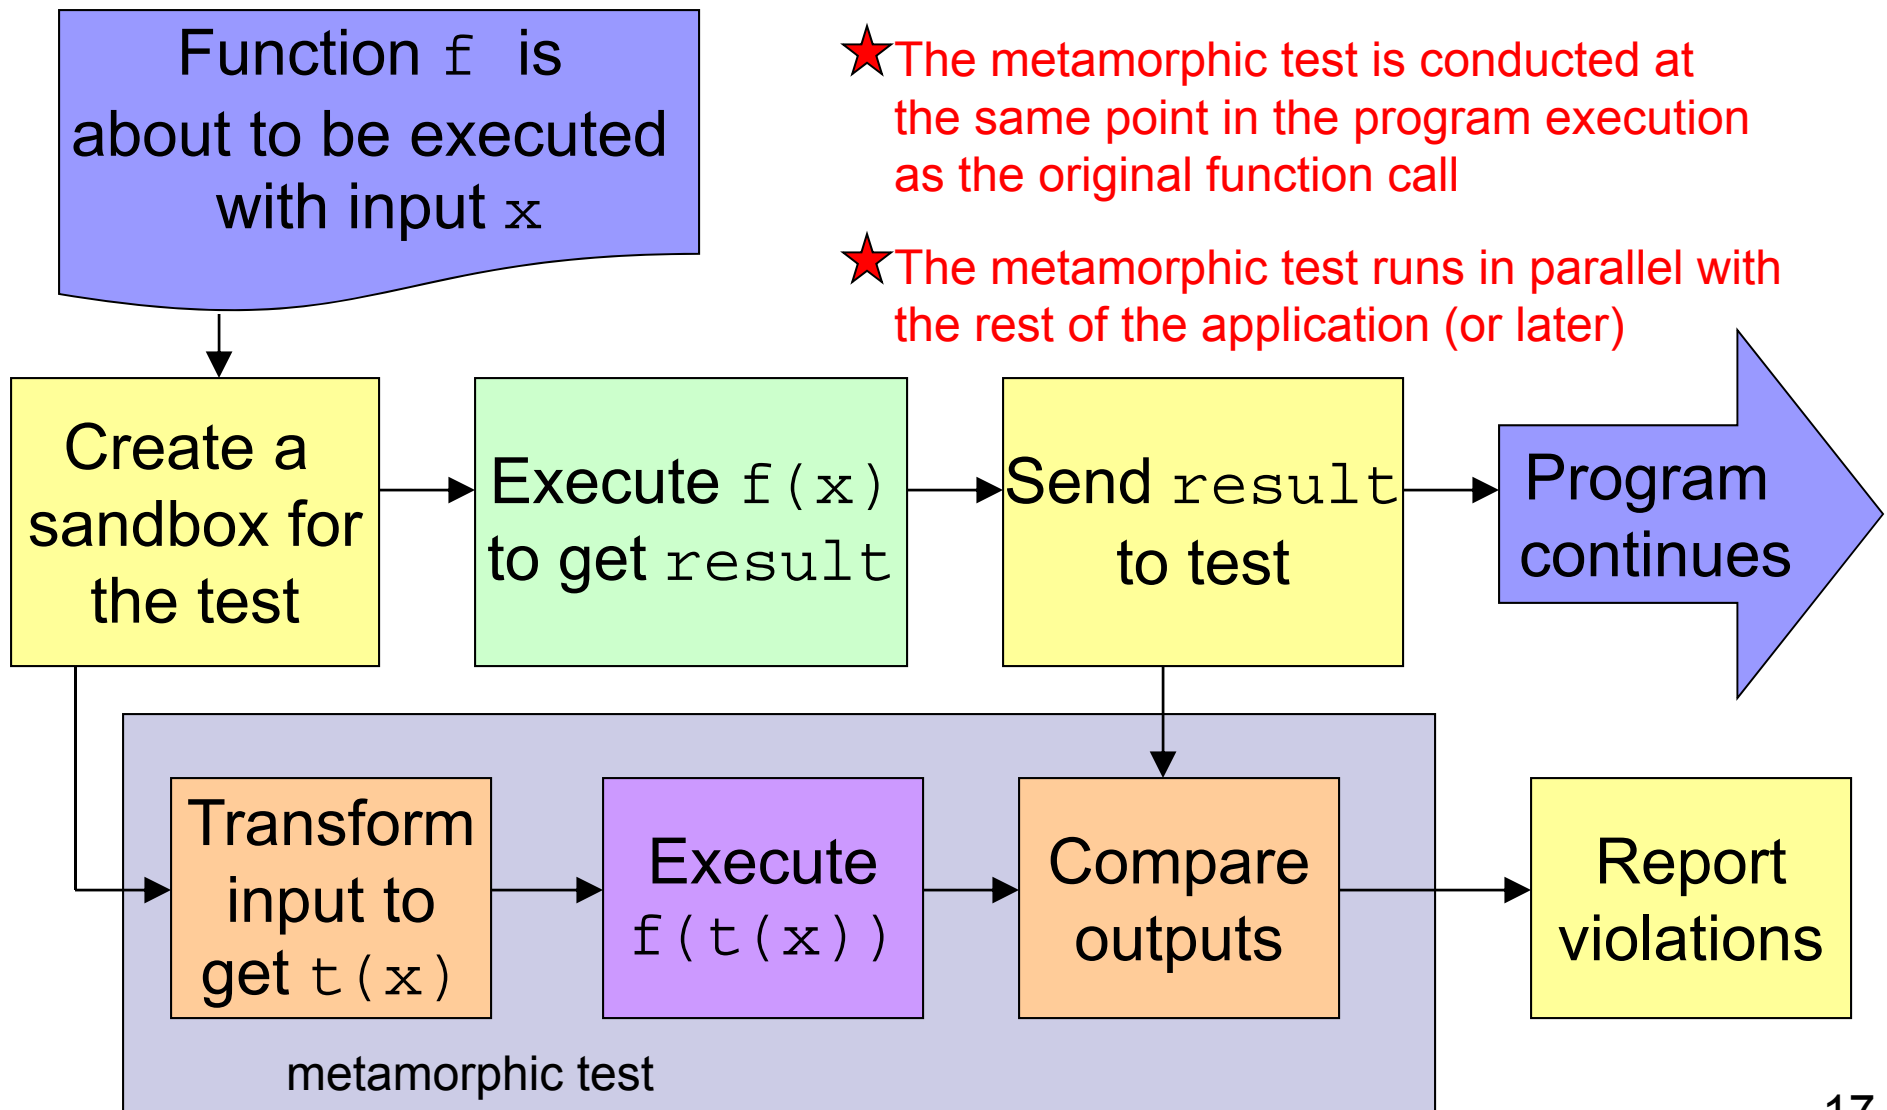 Function f is
about to be executed
with input x
The metamorphic test is conducted at
the same point in the program execution
as the original function call
The metamorphic test runs in parallel with
the rest of the application (or later)
Create a
sandbox for
the test
Execute f(x)
to get result
Send result
to test
Program
continues
Transform
input to
get t(x)
Execute
f(t(x))
Compare
outputs
Report
violations
metamorphic test
17